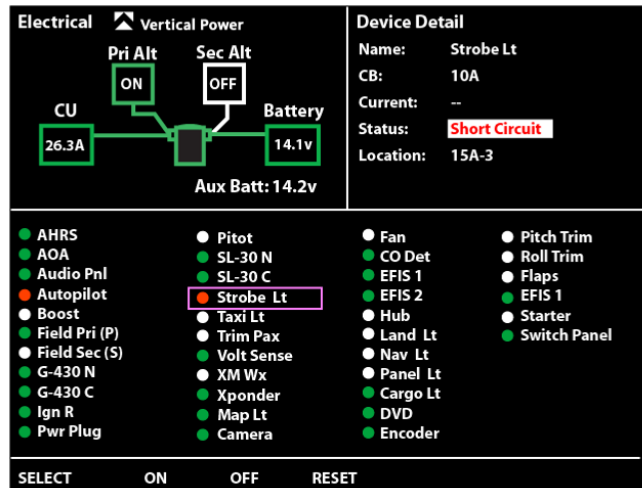 Electrical Vertical Power
Pri Alt Sec Alt
ON OFF
CU Battery
26.3A 14.1v
Aux Batt: 14.2v
Device Detail
Name: Strobe Lt
CB: 10A
Current: --
Status: Short Circuit
Location: 15A-3
AHRS
AOA
Audio Pnl
Autopilot
Boost
Field Pri (P)
Field Sec (S)
G-430 N
G-430 C
Ign R
Pwr Plug
Pitot
SL-30 N
SL-30 C
Strobe Lt
Taxi Lt
Trim Pax
Volt Sense
XM Wx
Xponder
Map Lt
Camera
Fan
CO Det
EFIS 1
EFIS 2
Hub
Land Lt
Nav Lt
Panel Lt
Cargo Lt
DVD
Encoder
Pitch Trim
Roll Trim
Flaps
EFIS 1
Starter
Switch Panel
SELECT ON OFF RESET